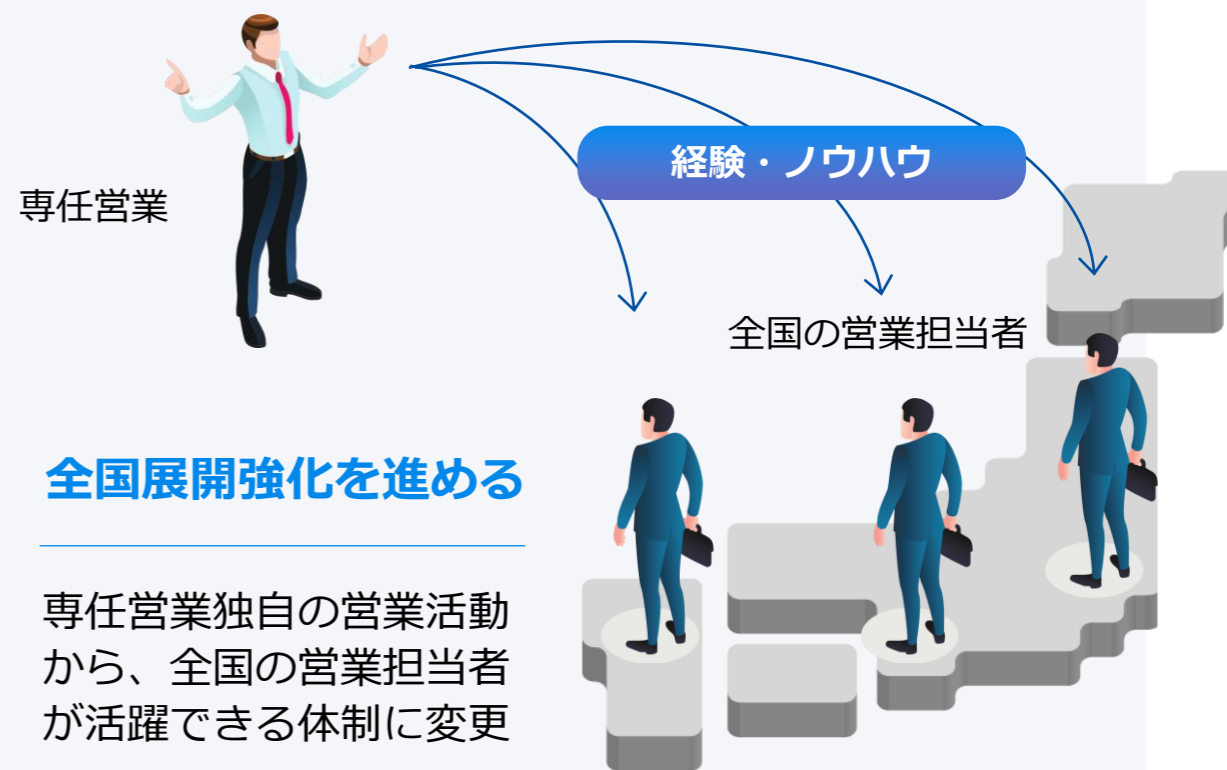 経験・ノウハウ
専任営業
全国の営業担当者
全国展開強化を進める
専任営業独自の営業活動
から、全国の営業担当者
が活躍できる体制に変更